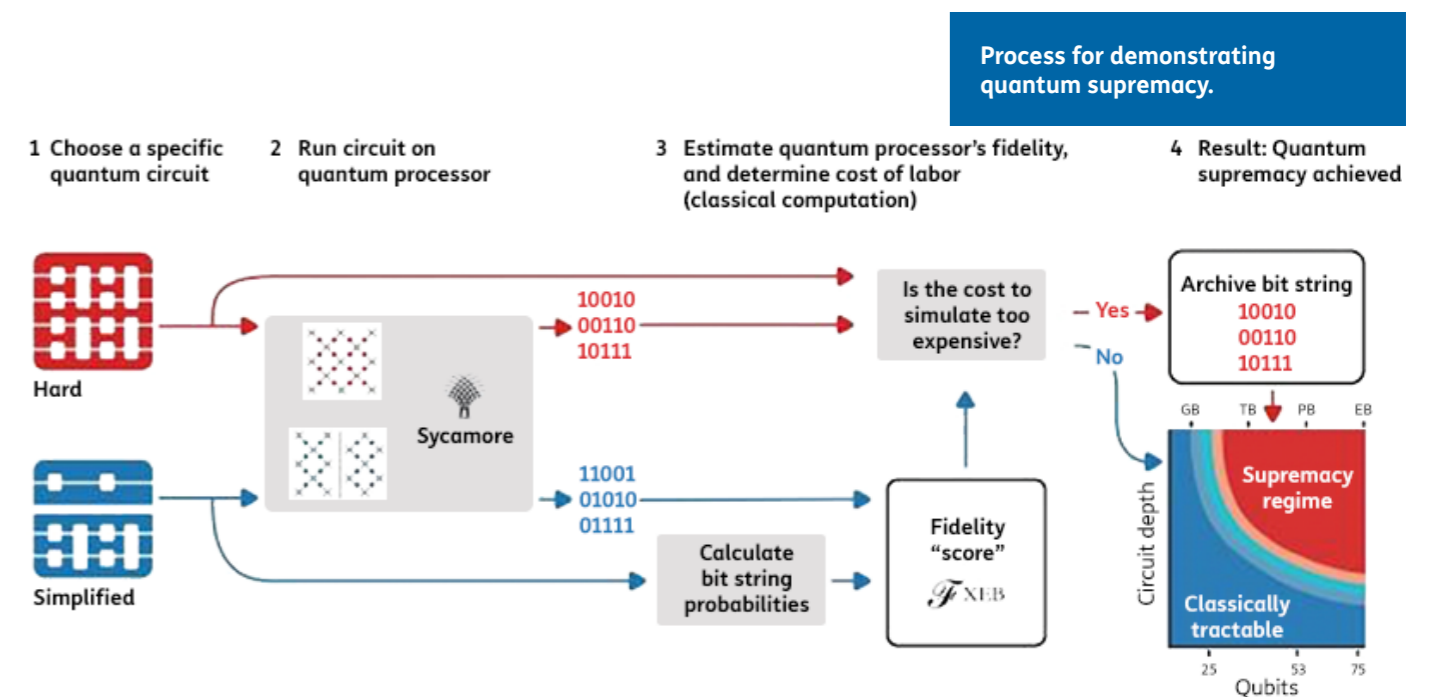 Process for demonstrating
quantum supremacy.
1 Choose a specific
quantum circuit
2 Run circuit on
quantum processor
3 Estimate quantum processor's fidelity,
and determine cost of labor
(classical computation)
4 Result: Quantum
supremacy achieved
Hard
Simplified
Sycamore
10010
00110
10111
11001
01010
01111
Calculate
bit string
probabilities
Is the cost to
simulate too
expensive?
Fidelity
“score”
ℱ XEB
Yes
No
Archive bit string
10010
00110
10111
GB TB PB EB
Supremacy
regime
Classically
tractable
Circuit depth
25 53 75
Qubits